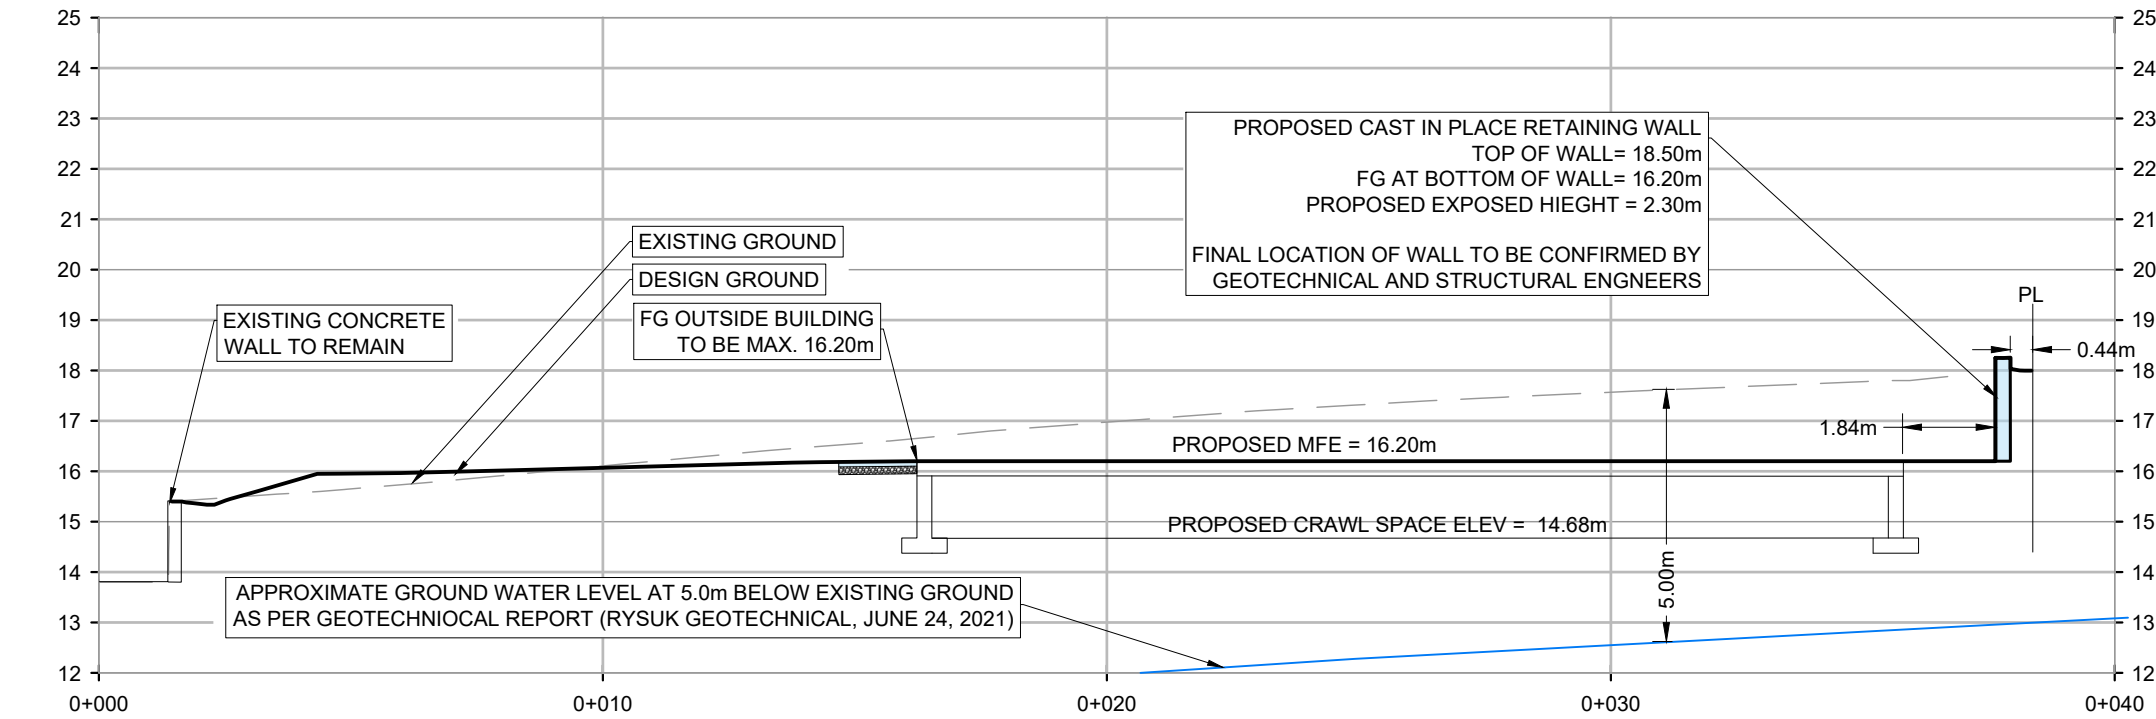 25
24
23
22
21
20
19
18
17
16
15
14
13
12
25
24
23
22
21
20
19
18
17
16
15
14
13
12
PROPOSED CAST IN PLACE RETAINING WALL
TOP OF WALL= 18.50m
FG AT BOTTOM OF WALL= 16.20m
PROPOSED EXPOSED HIEGHT = 2.30m
FINAL LOCATION OF WALL TO BE CONFIRMED BY
GEOTECHNICAL AND STRUCTURAL ENGNEERS
EXISTING GROUND
DESIGN GROUND
FG OUTSIDE BUILDING
TO BE MAX. 16.20m
EXISTING CONCRETE
WALL TO REMAIN
PL
0.44m
1.84m
PROPOSED MFE = 16.20m
PROPOSED CRAWL SPACE ELEV = 14.68m
5.00m
APPROXIMATE GROUND WATER LEVEL AT 5.0m BELOW EXISTING GROUND
AS PER GEOTECHNIOCAL REPORT (RYSUK GEOTECHNICAL, JUNE 24, 2021)
0+000
0+010
0+020
0+030
0+040